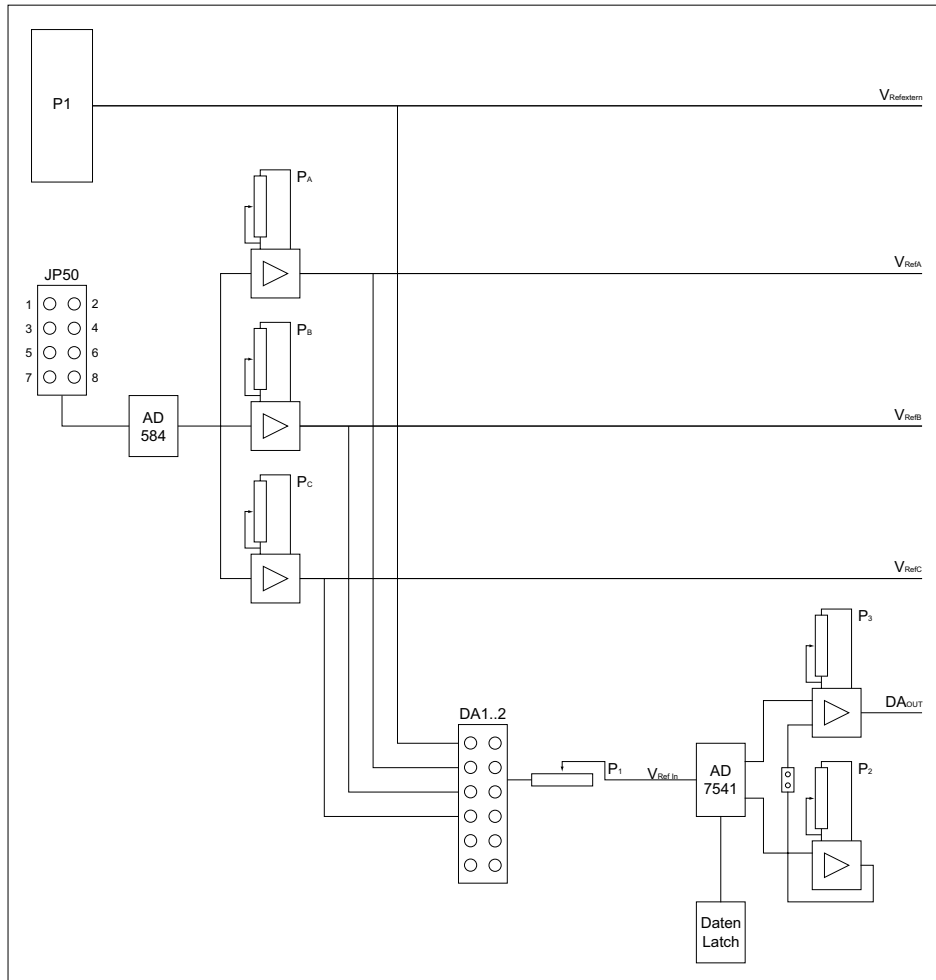 P1
VRefextern
PA
JP50
VRefA
1 2
3 4
5 6
7 8
PB
AD
584
VRefB
PC
VRefC
P3
DA1..2
DAOUT
P1
VRef In
AD
7541
P2
Daten
Latch